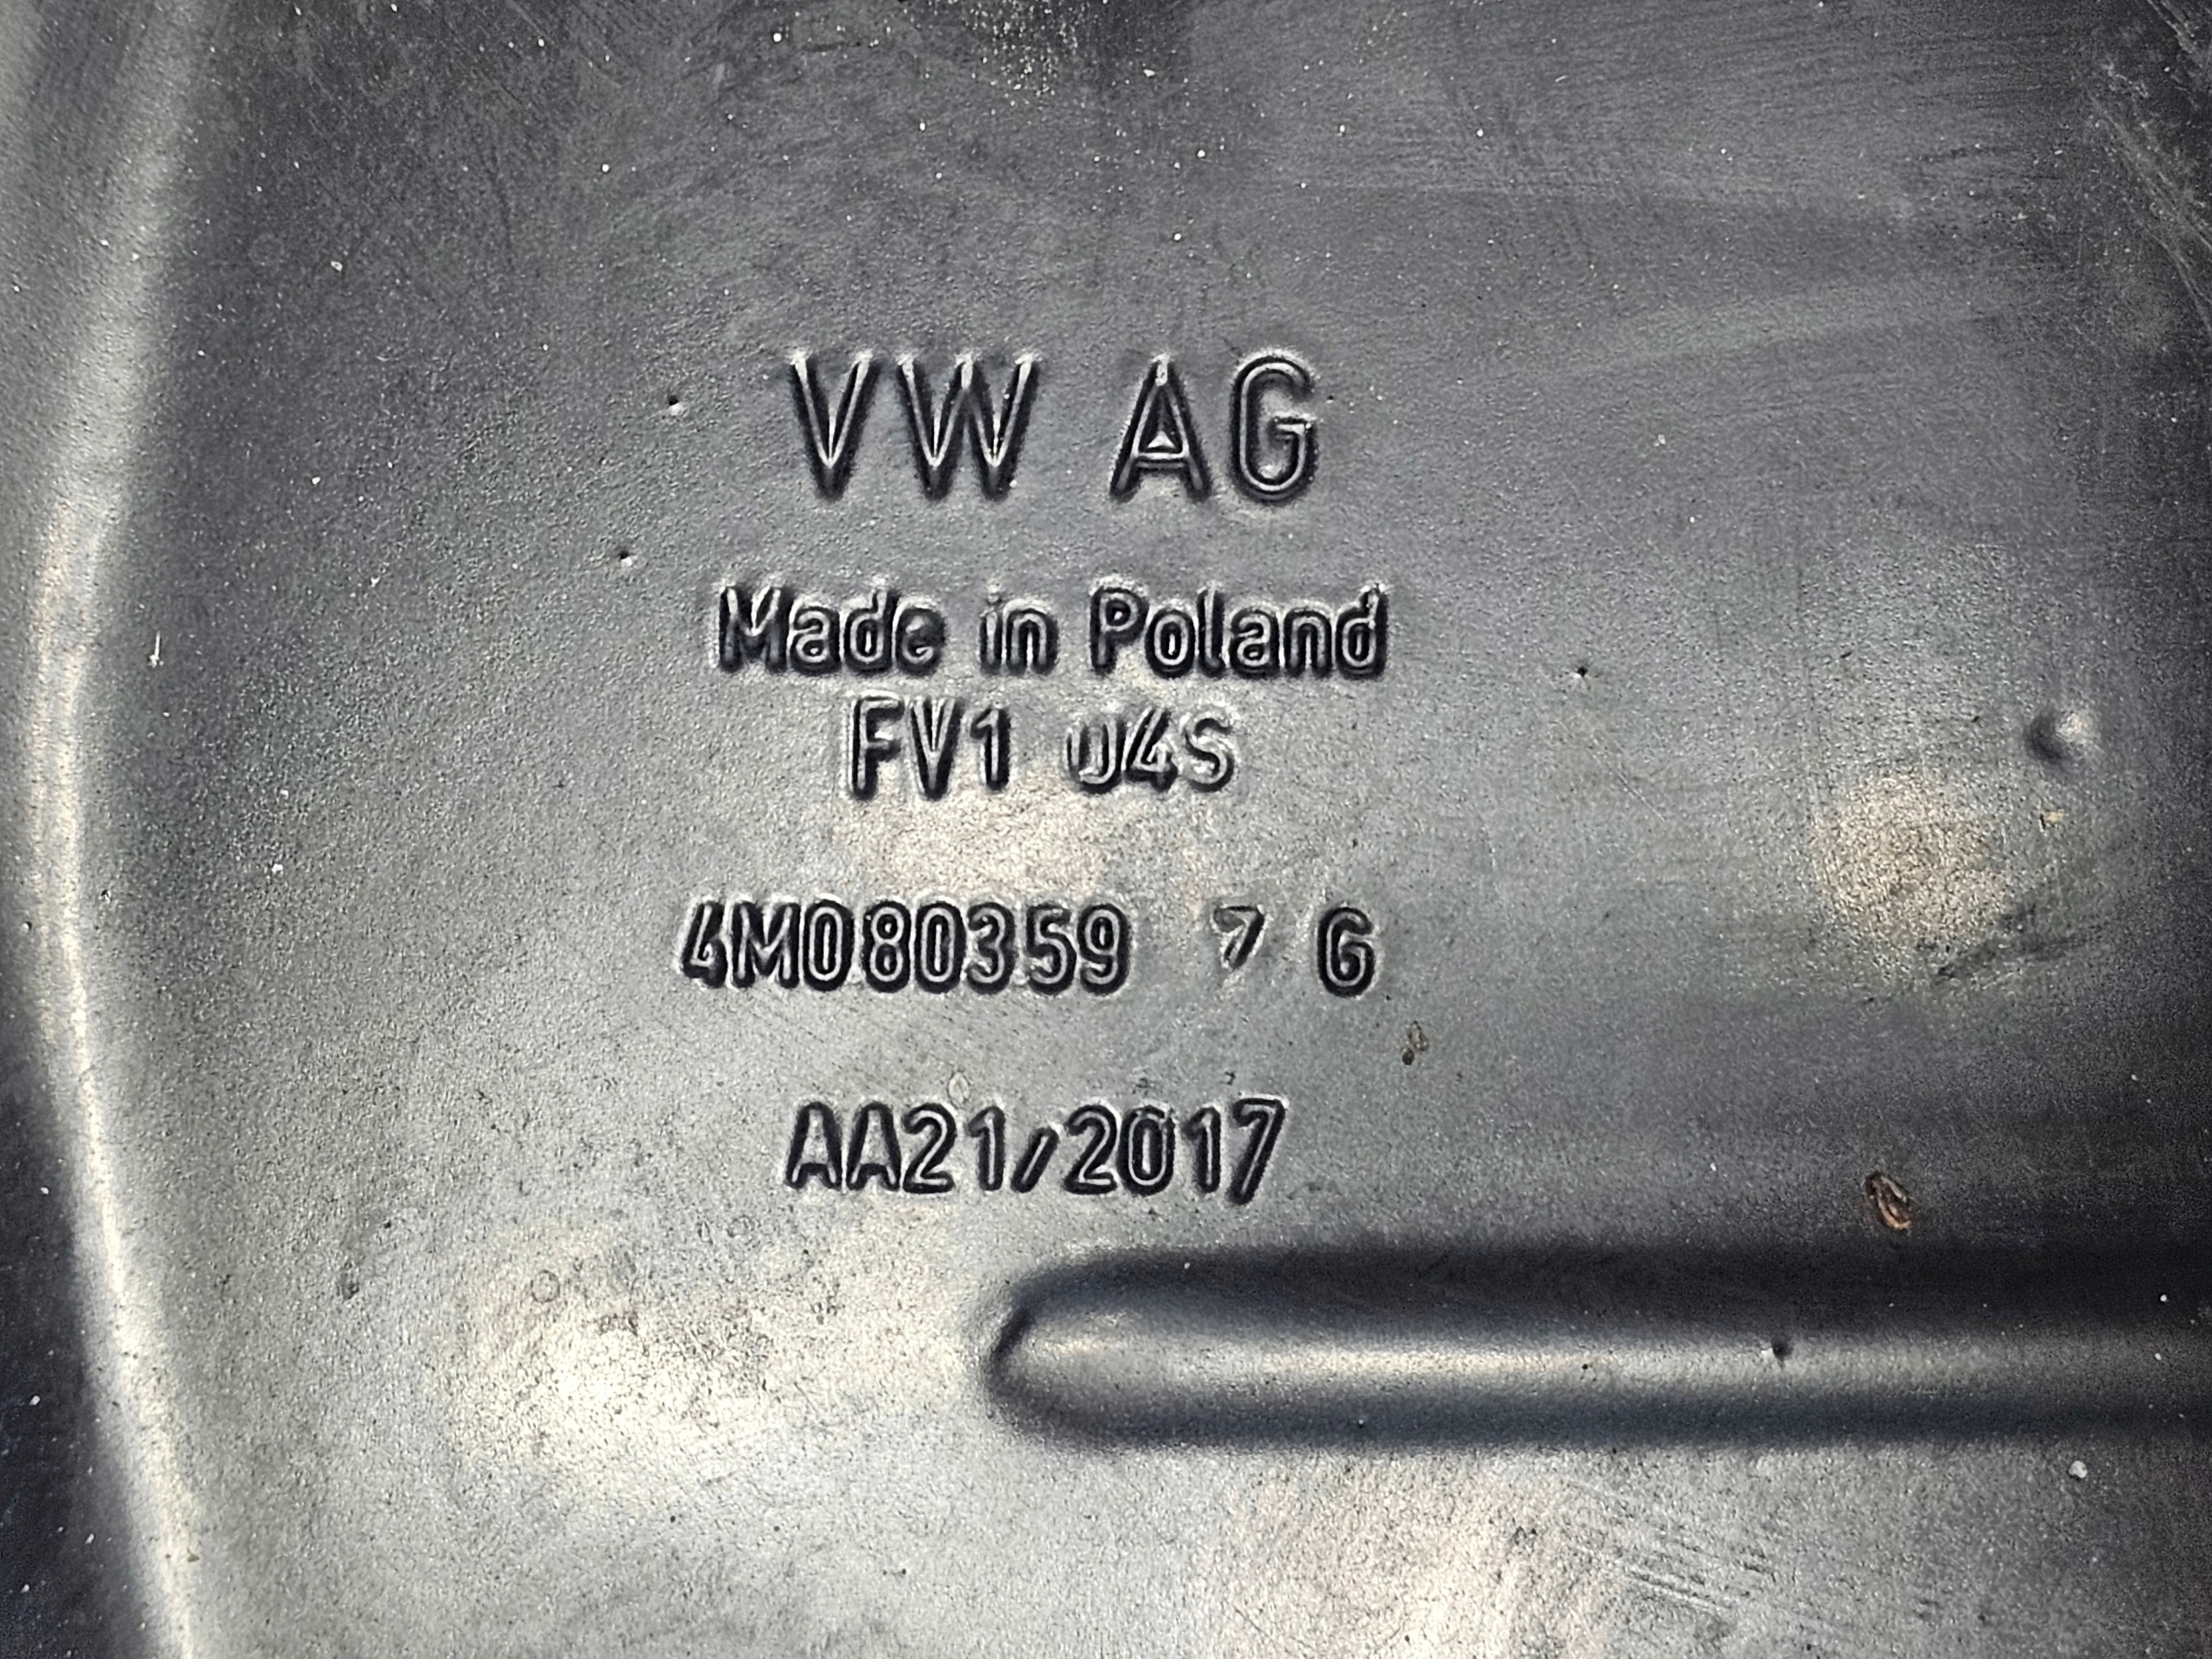 VW AG
Made in Poland
FV1 04S
4M080359 7 G
AA21/2017